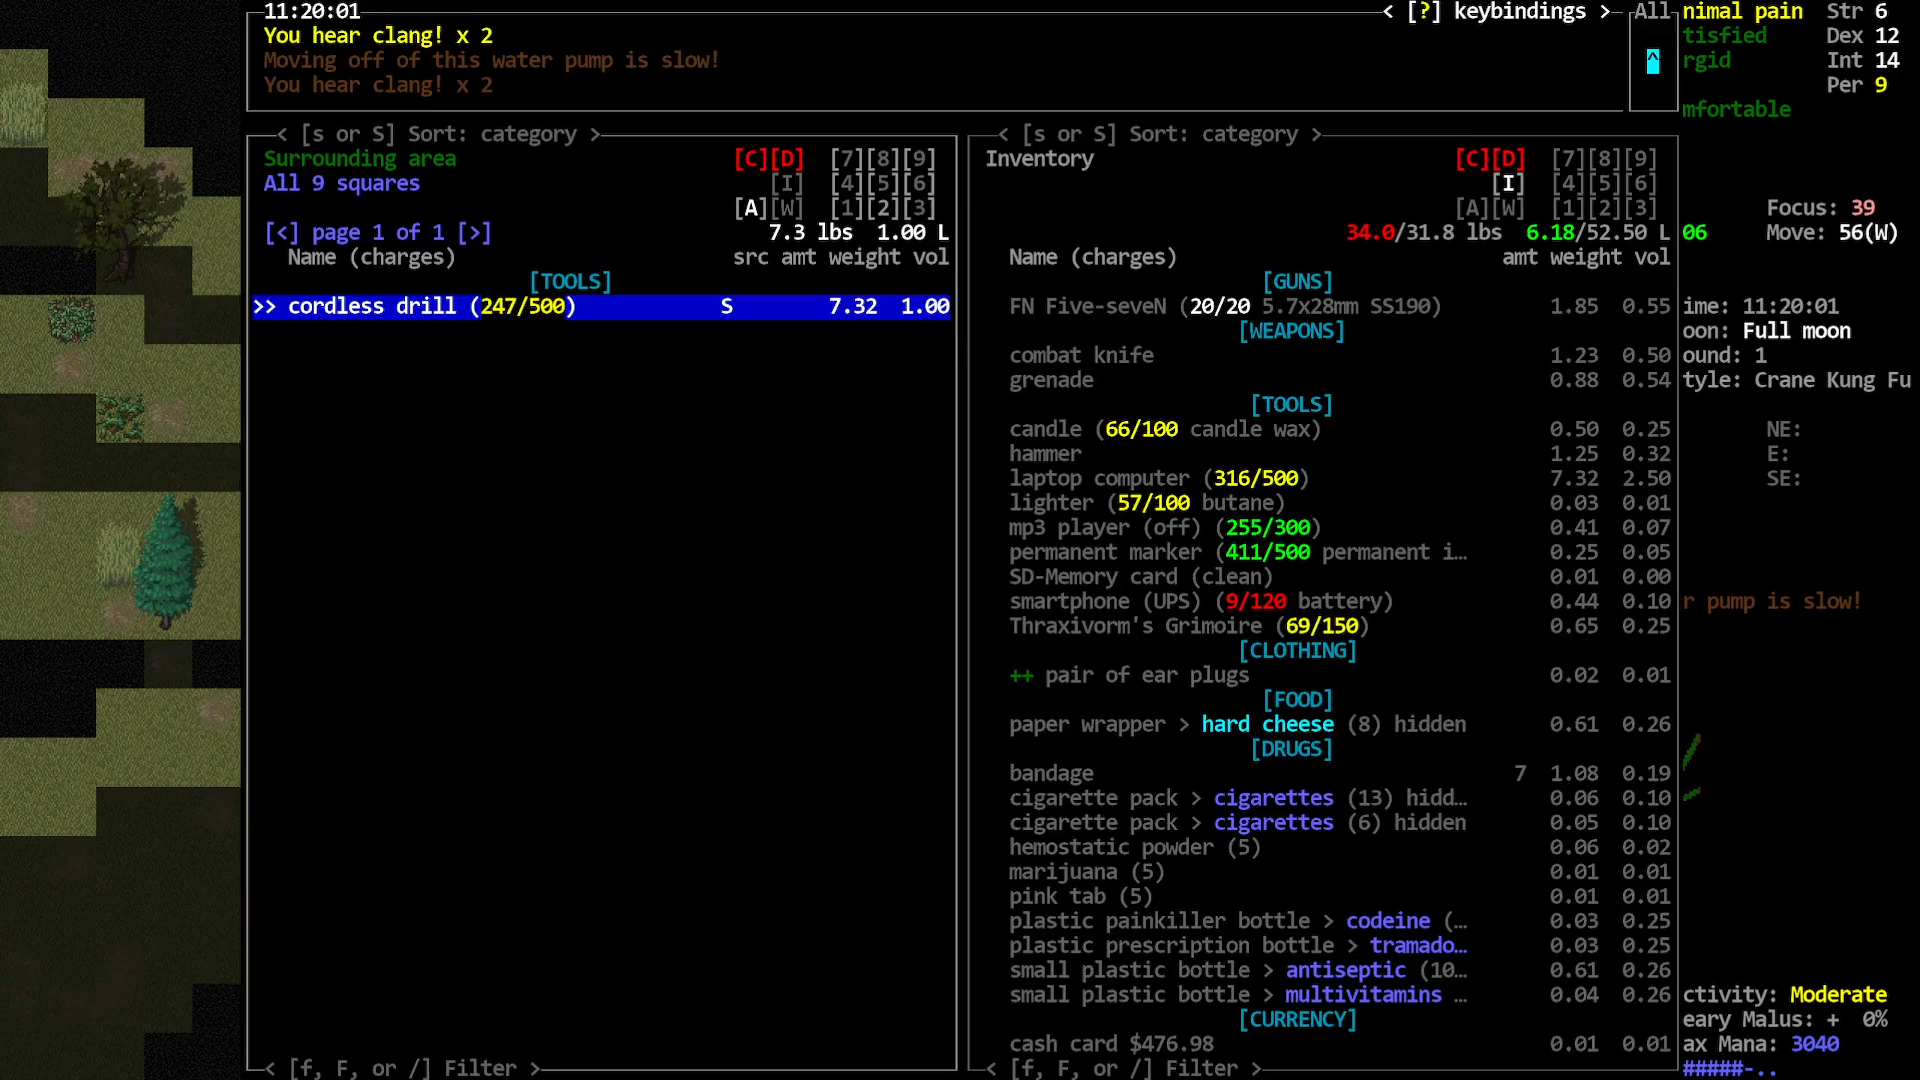 11:20:01
< [?] keybindings >
All
You hear clang! x 2
Moving off of this water pump is slow!
You hear clang! x 2
^
nimal pain
Str 6
tisfied
Dex 12
rgid
Int 14
Per 9
mfortable
< [s or S] Sort: category >
Surrounding area [C][D] [7][8][9]
All 9 squares [I] [4][5][6]
[A][W] [1][2][3]
[<] page 1 of 1 [>] 7.3 lbs 1.00 L
Name (charges) src amt weight vol
[TOOLS]
>> cordless drill (247/500) S 7.32 1.00
< [f, F, or /] Filter >
< [s or S] Sort: category >
Inventory [C][D] [7][8][9]
[I] [4][5][6]
[A][W] [1][2][3]
34.0/31.8 lbs 6.18/52.50 L
Name (charges) amt weight vol
[GUNS]
FN Five-seveN (20/20 5.7x28mm SS190) 1.85 0.55
[WEAPONS]
combat knife 1.23 0.50
grenade 0.88 0.54
[TOOLS]
candle (66/100 candle wax) 0.50 0.25
hammer 1.25 0.32
laptop computer (316/500) 7.32 2.50
lighter (57/100 butane) 0.03 0.01
mp3 player (off) (255/300) 0.41 0.07
permanent marker (411/500 permanent i… 0.25 0.05
SD-Memory card (clean) 0.01 0.00
smartphone (UPS) (9/120 battery) 0.44 0.10
Thraxivorm's Grimoire (69/150) 0.65 0.25
[CLOTHING]
++ pair of ear plugs 0.02 0.01
[FOOD]
paper wrapper > hard cheese (8) hidden 0.61 0.26
[DRUGS]
bandage 7 1.08 0.19
cigarette pack > cigarettes (13) hidd… 0.06 0.10
cigarette pack > cigarettes (6) hidden 0.05 0.10
hemostatic powder (5) 0.06 0.02
marijuana (5) 0.01 0.01
pink tab (5) 0.01 0.01
plastic painkiller bottle > codeine (… 0.03 0.25
plastic prescription bottle > tramado… 0.03 0.25
small plastic bottle > antiseptic (10… 0.61 0.26
small plastic bottle > multivitamins … 0.04 0.26
[CURRENCY]
cash card $476.98 0.01 0.01
< [f, F, or /] Filter >
Focus: 39
06 Move: 56(W)
ime: 11:20:01
oon: Full moon
ound: 1
tyle: Crane Kung Fu
NE:
E:
SE:
r pump is slow!
ctivity: Moderate
eary Malus: + 0%
ax Mana: 3040
#####-..